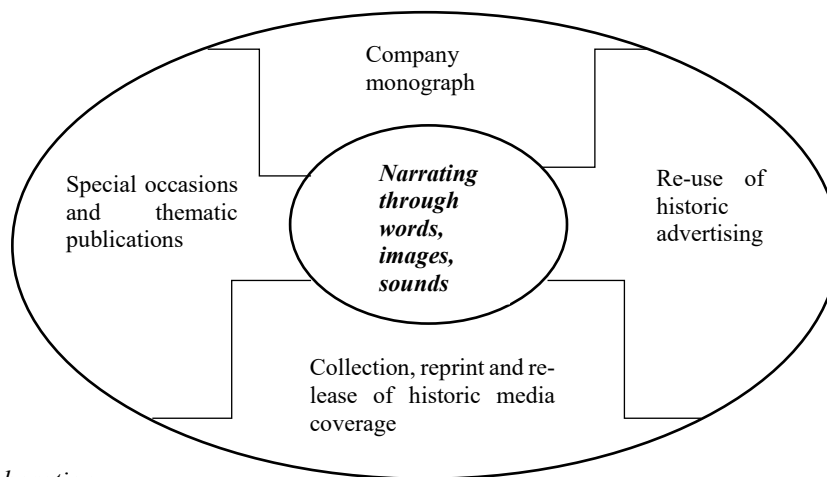 Company
monograph
Special occasions
and thematic
publications
Narrating
through
words,
images,
sounds
Re-use of
historic
advertising
Collection, reprint and re-
lease of historic media
coverage